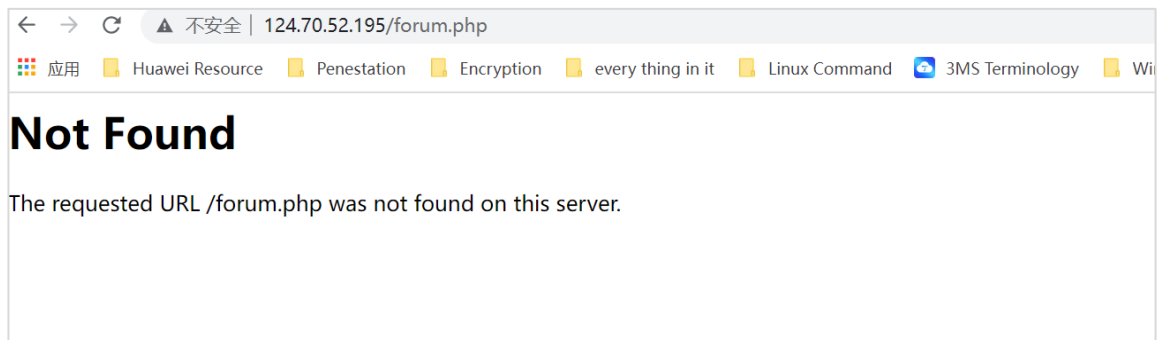 不安全 | 124.70.52.195/forum.php
应用 Huawei Resource Penestation Encryption every thing in it Linux Command 3MS Terminology Wi
Not Found
The requested URL /forum.php was not found on this server.